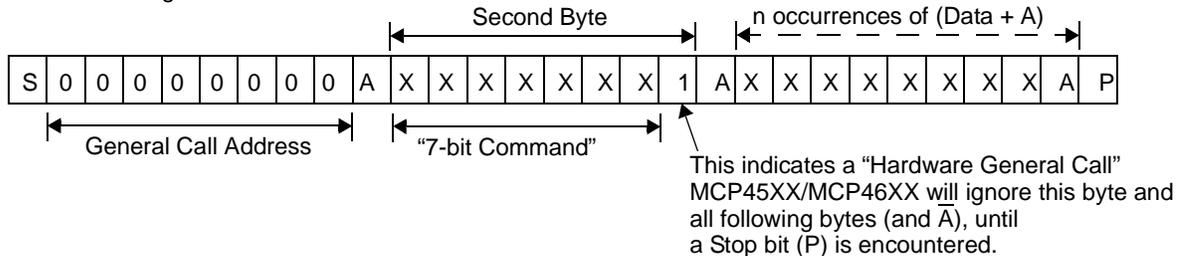 Second Byte
n occurrences of (Data + A)
S 0 0 0 0 0 0 0 0 A X X X X X X X 1 A X X X X X X X X A P
General Call Address
“7-bit Command”
This indicates a “Hardware General Call”
MCP45XX/MCP46XX will ignore this byte and
all following bytes (and A̅), until
a Stop bit (P) is encountered.